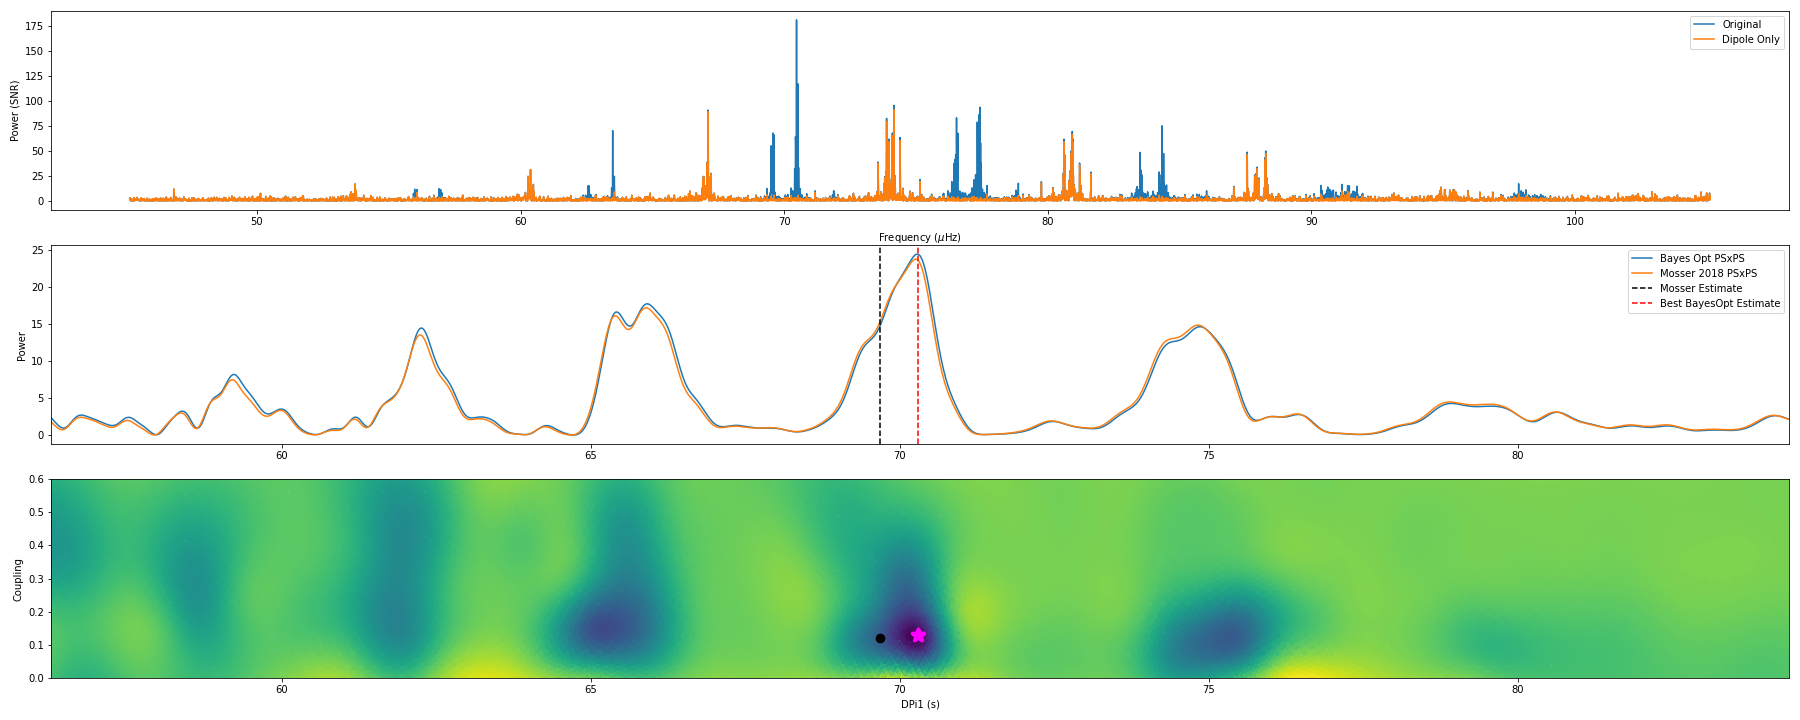 175
150
125
100
75
50
25
0
Power (SNR)
Original
Dipole Only
50 60 70 80 90 100
Frequency (μHz)
25
20
15
10
5
0
Power
Bayes Opt PSxPS
Mosser 2018 PSxPS
Mosser Estimate
Best BayesOpt Estimate
60 65 70 75 80
0.6
0.5
0.4
0.3
0.2
0.1
0.0
Coupling
60 65 70 75 80
DPi1 (s)